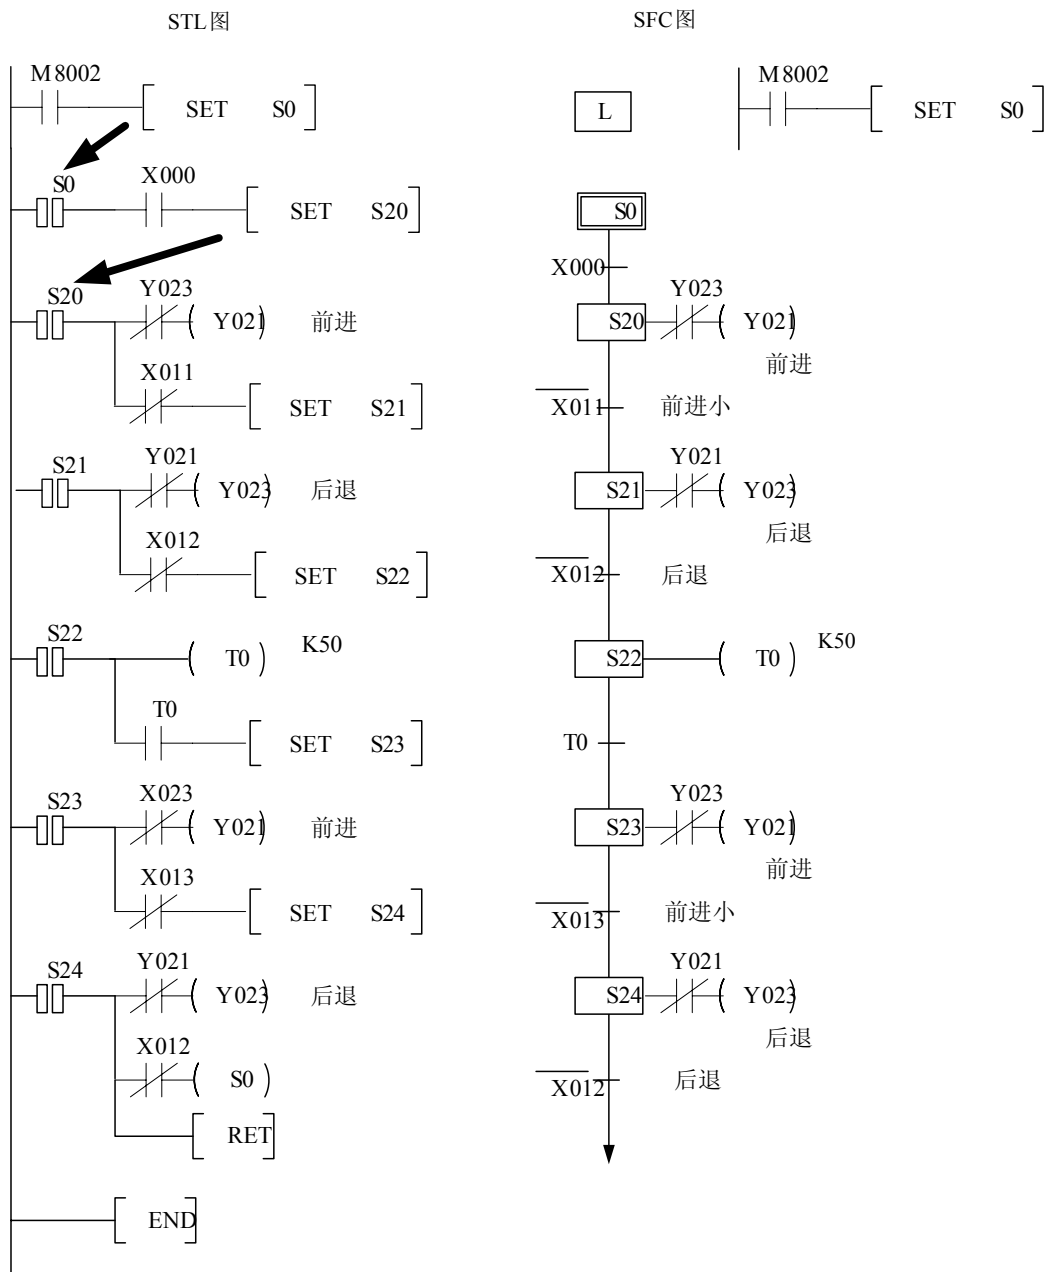 STL图
M8002
SET S0
S0
X000
SET S20
S20
Y023
Y021
前进
X011
SET S21
S21
Y021
Y023
后退
X012
SET S22
S22
T0
K50
T0
SET S23
S23
X023
Y021
前进
X013
SET S24
S24
Y021
Y023
后退
X012
S0
RET
END
SFC图
L
M8002
SET S0
S0
X000
S20
Y023
Y021
前进
X011
前进小
S21
Y021
Y023
后退
X012
后退
S22
T0
K50
T0
S23
Y023
Y021
前进
X013
前进小
S24
Y021
Y023
后退
X012
后退